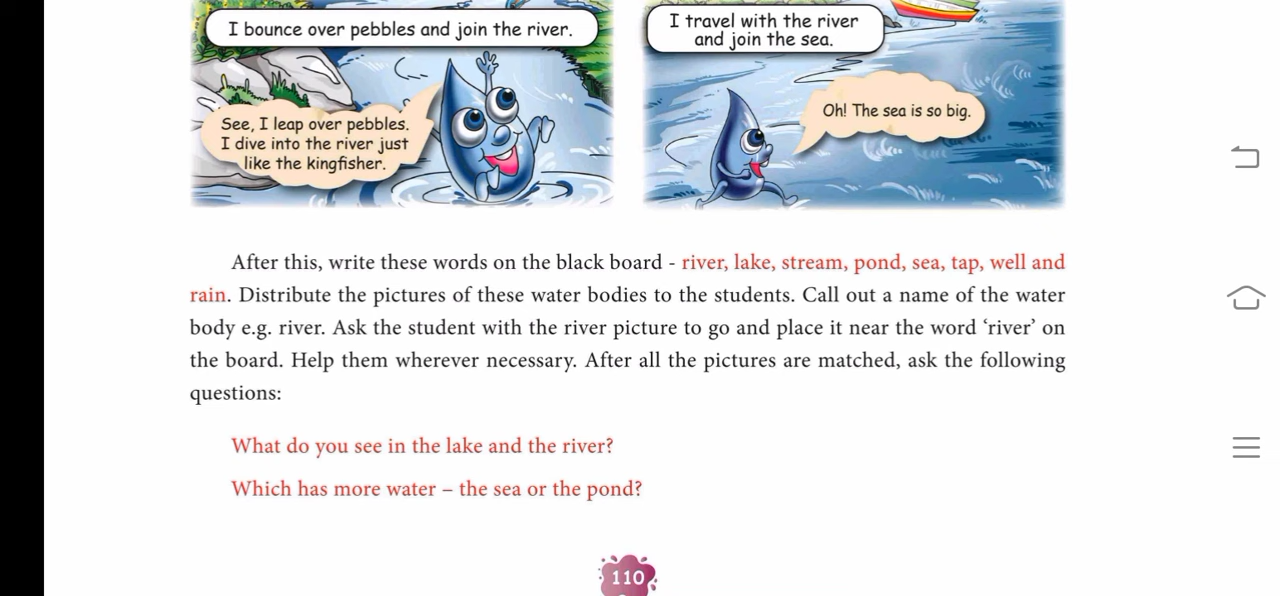 I bounce over pebbles and join the river.
I travel with the river
and join the sea.
See, I leap over pebbles.
I dive into the river just
like the kingfisher.
Oh! The sea is so big.
After this, write these words on the black board - river, lake, stream, pond, sea, tap, well and
rain. Distribute the pictures of these water bodies to the students. Call out a name of the water
body e.g. river. Ask the student with the river picture to go and place it near the word ‘river’ on
the board. Help them wherever necessary. After all the pictures are matched, ask the following
questions:
What do you see in the lake and the river?
Which has more water – the sea or the pond?
110